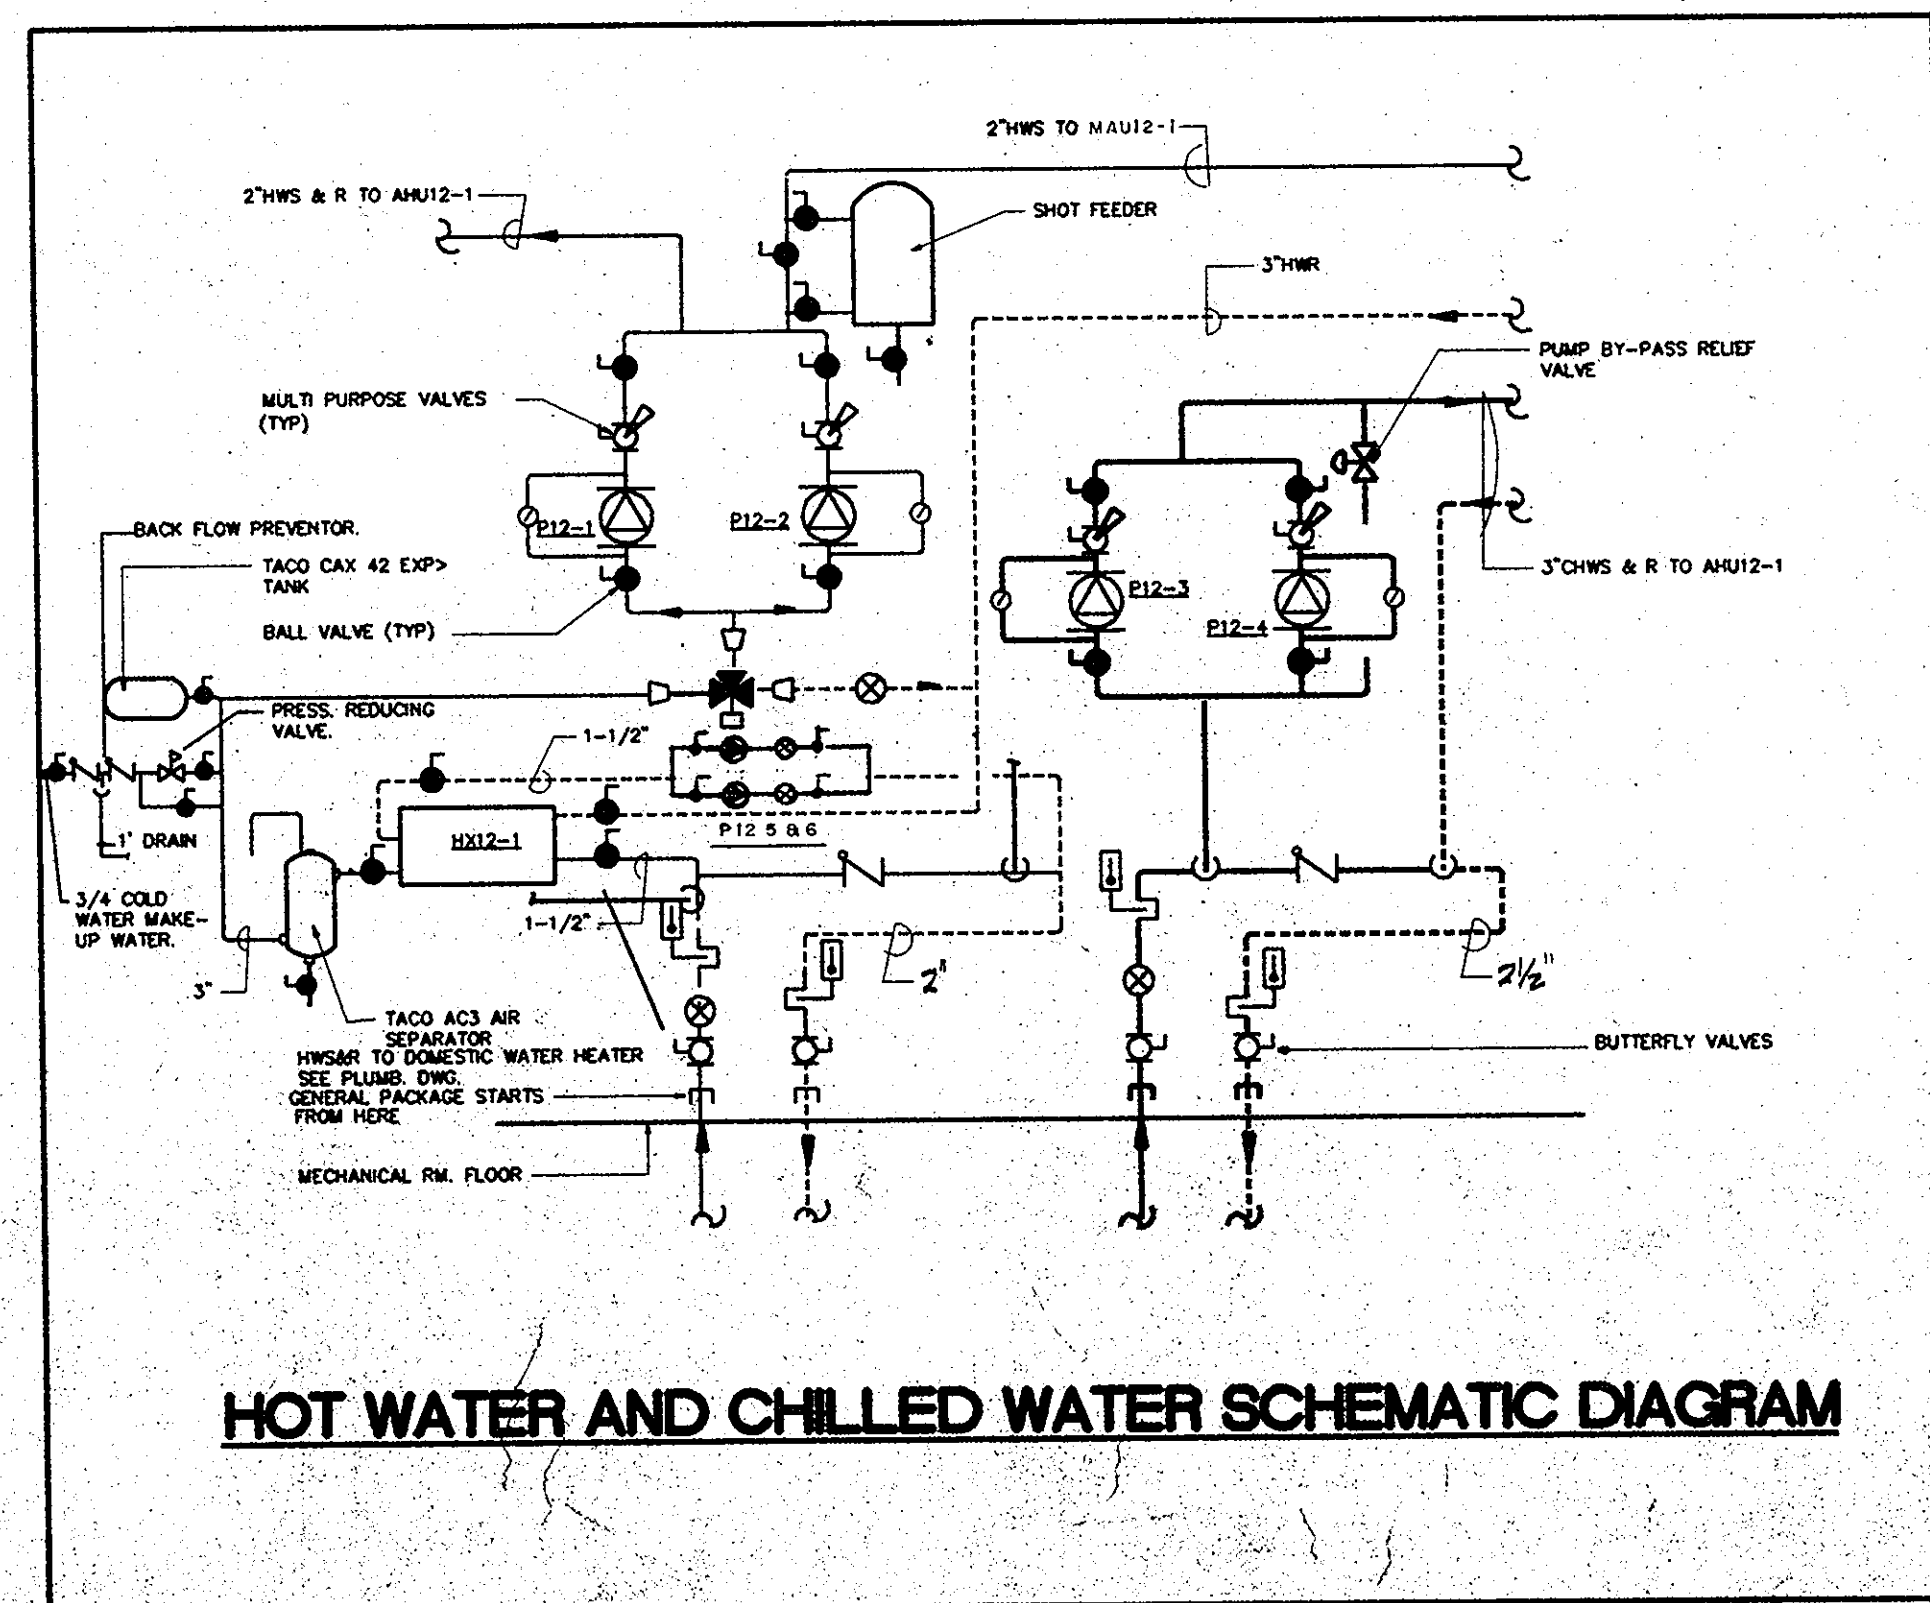 2"HWS TO MAU12-1
2"HWS & R TO AHU12-1
SHOT FEEDER
3"HWR
PUMP BY-PASS RELIEF
VALVE
MULTI PURPOSE VALVES
(TYP)
P12-1
P12-2
BACK FLOW PREVENTOR.
TACO CAX 42 EXP>
TANK
BALL VALVE (TYP)
3"CHWS & R TO AHU12-1
P12-3
P12-4
PRESS. REDUCING
VALVE.
1-1/2"
P12 5 & 6
HX12-1
1' DRAIN
3/4 COLD
WATER MAKE-
UP WATER.
1-1/2"
3"
2"
2½"
TACO AC3 AIR
SEPARATOR
HWS&R TO DOMESTIC WATER HEATER
SEE PLUMB. DWG.
GENERAL PACKAGE STARTS
FROM HERE
BUTTERFLY VALVES
MECHANICAL RM. FLOOR
HOT WATER AND CHILLED WATER SCHEMATIC DIAGRAM